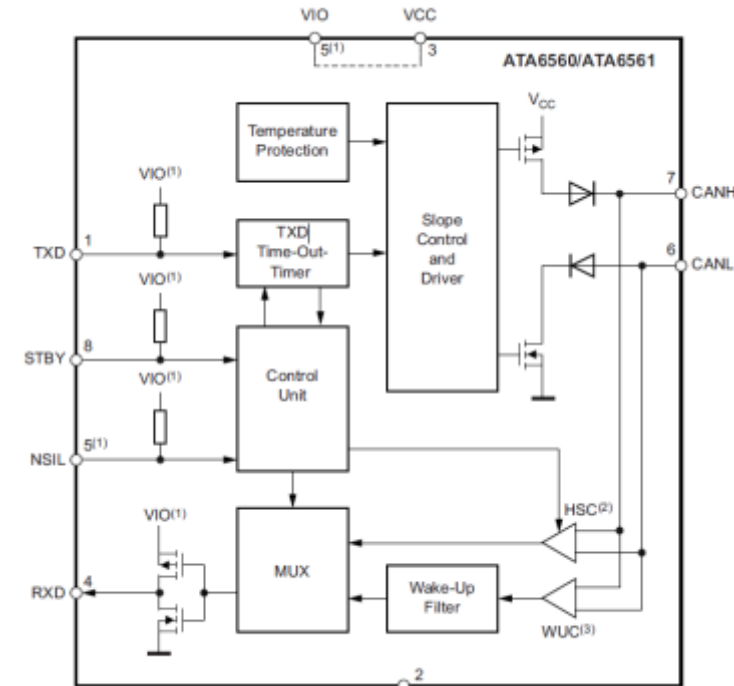 VIO VCC
5(1) 3
ATA6560/ATA6561
Temperature
Protection
VCC
VIO(1)
7
CANH
TXD
1
TXD
Time-Out-
Timer
Slope
Control
and
Driver
6
CANL
VIO(1)
STBY
8
Control
Unit
VIO(1)
NSIL
5(1)
HSC(2)
VIO(1)
MUX
RXD
4
Wake-Up
Filter
WUC(3)
2